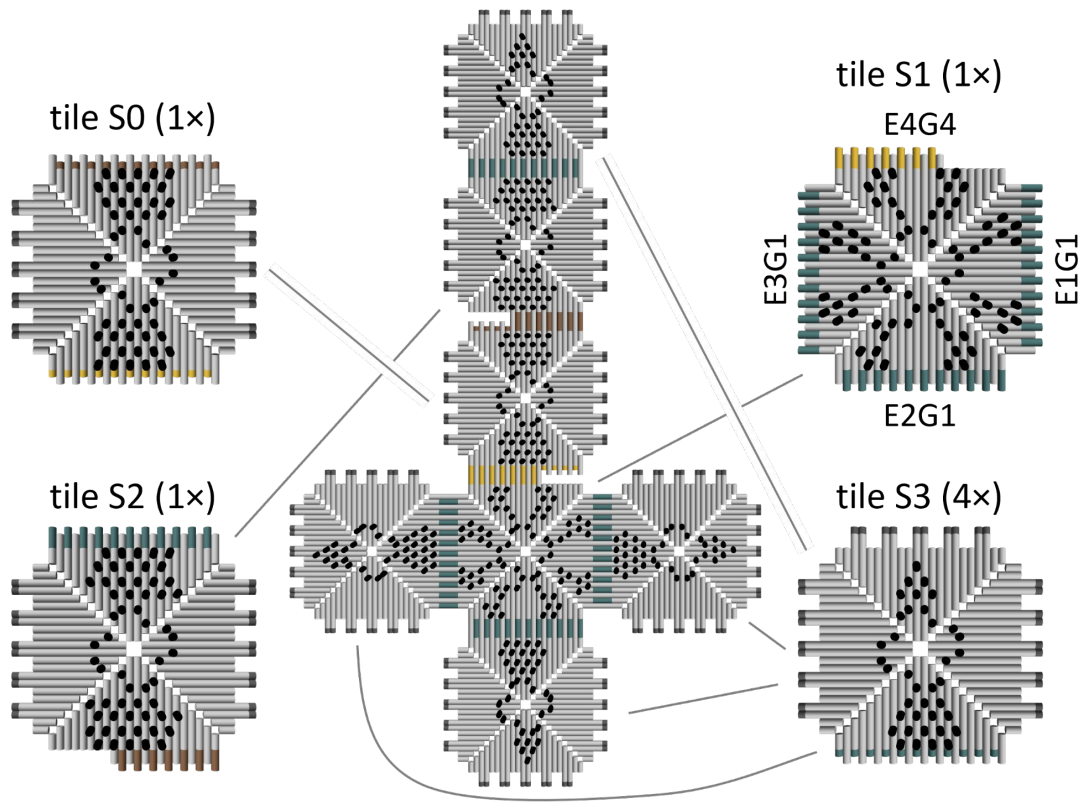 tile S0 (1×)
tile S1 (1×)
E4G4
E3G1
E1G1
E2G1
tile S2 (1×)
tile S3 (4×)